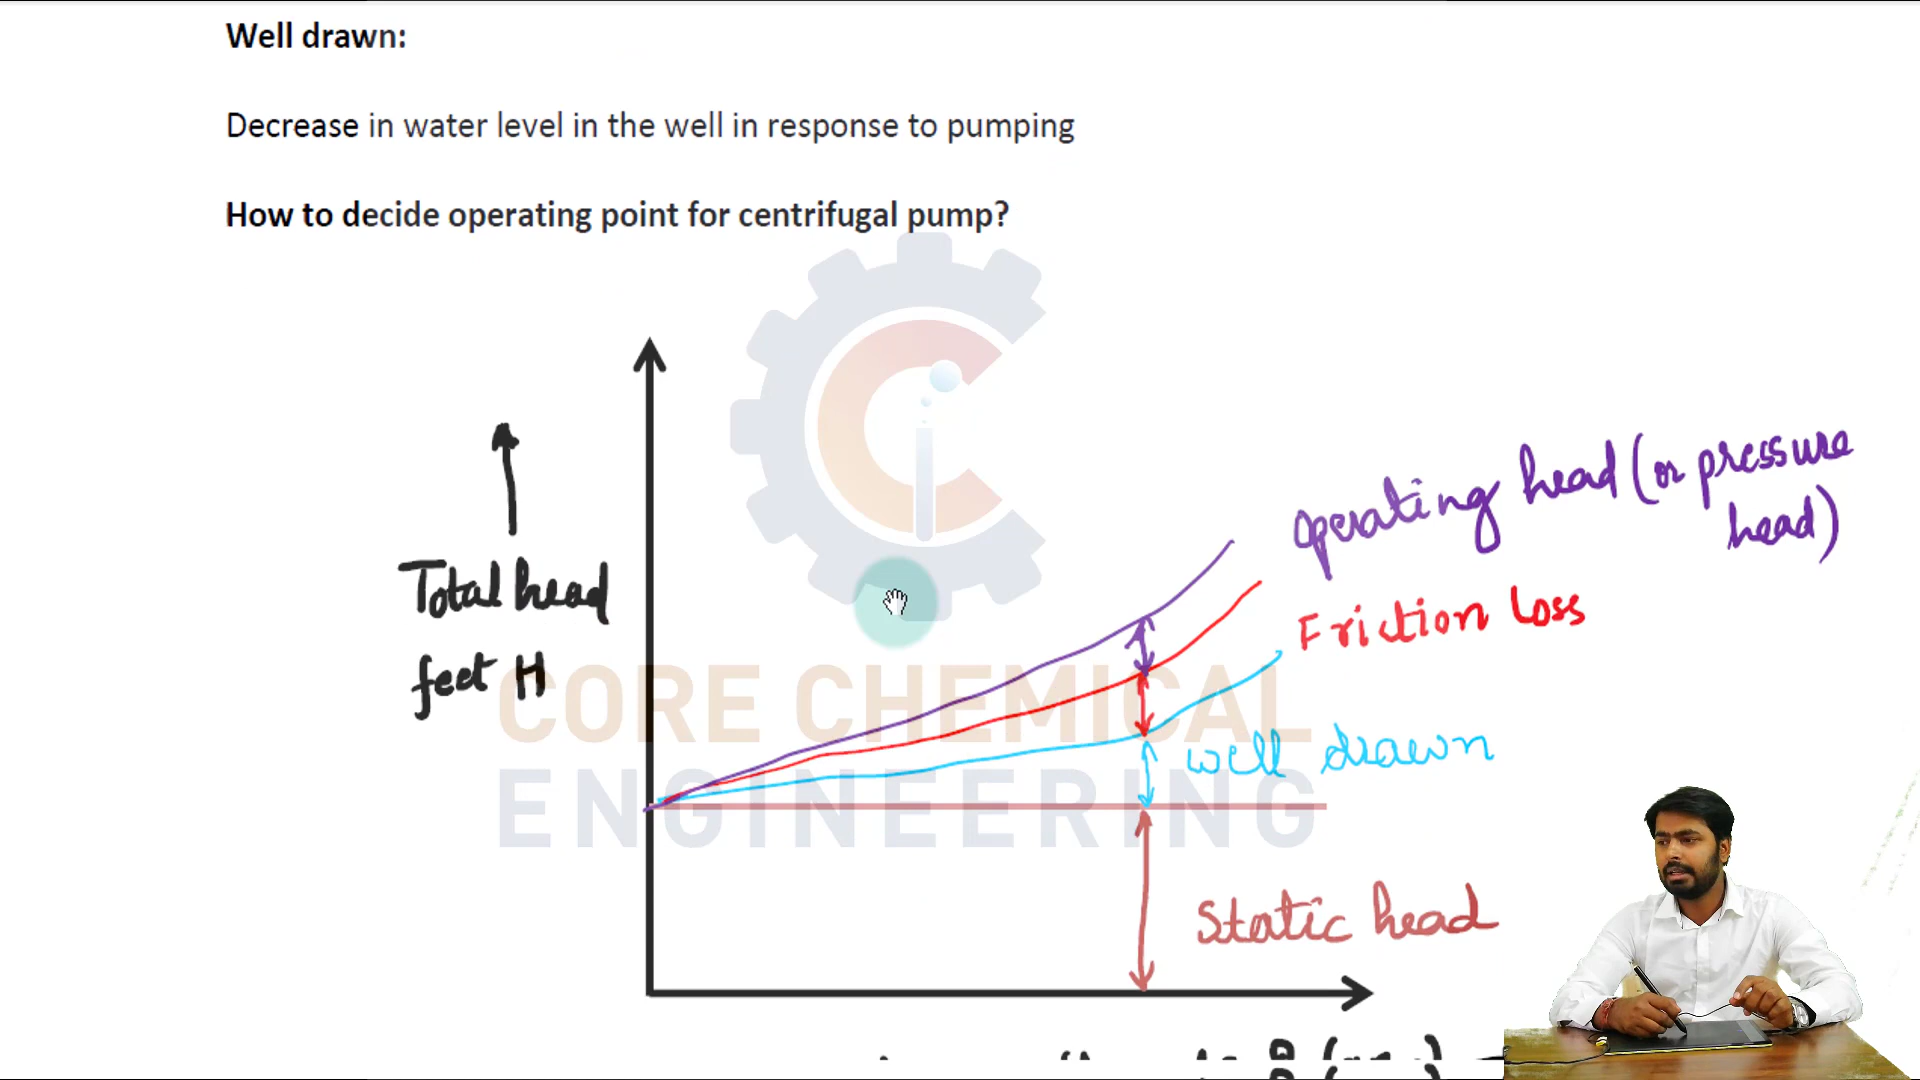 Well drawn:
Decrease in water level in the well in response to pumping
How to decide operating point for centrifugal pump?
Operating head (or pressure
head)
Total head
feet H
Friction Loss
CORE CHEMICAL
well drawn
ENGINEERING
Static head